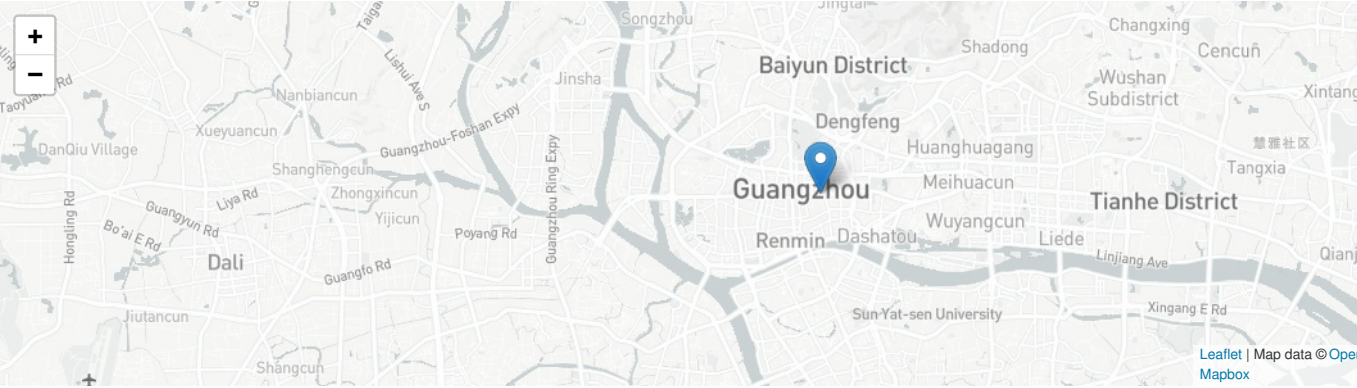 +
−
Songzhou
Changxing
Shadong
Cencun
Baiyun District
Jinsha
Wushan
Subdistrict
Lishui Ave S
Nanbiancun
Taoyuan Rd
Xintang
Dengfeng
Xueyuancun
Guangzhou-Foshan Expy
DanQiu Village
Huanghuagang
慧雅社区
Shanghengcun
Tangxia
Guangzhou
Meihuacun
Zhongxincun
Liya Rd
Tianhe District
Guangyun Rd
Yijicun
Wuyangcun
Hongling Rd
Guangzhou Ring Expy
Bo'ai E Rd
Poyang Rd
Renmin
Dashatou
Liede
Linjiang Ave
Qianj
Dali
Guangfo Rd
Xingang E Rd
Sun Yat-sen University
Jiutancun
Shangcun
Leaflet | Map data © Oper
Mapbox